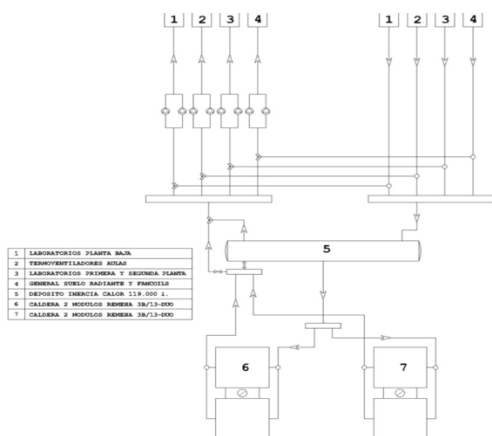 1 2 3 4
1 2 3 4
5
1 LABORATORIOS PLANTA BAJA
2 TERMOVENTILADORES AULAS
3 LABORATORIOS PRIMERA Y SEGUNDA PLANTA
4 GENERAL SUELO RADIANTE Y FANCOILS
5 DEPOSITO INERCIA CALOR 119.000 l.
6 CALDERA 2 MODULOS REMEHA 3B/13-DUO
7 CALDERA 2 MODULOS REMEHA 3B/13-DUO
6
7